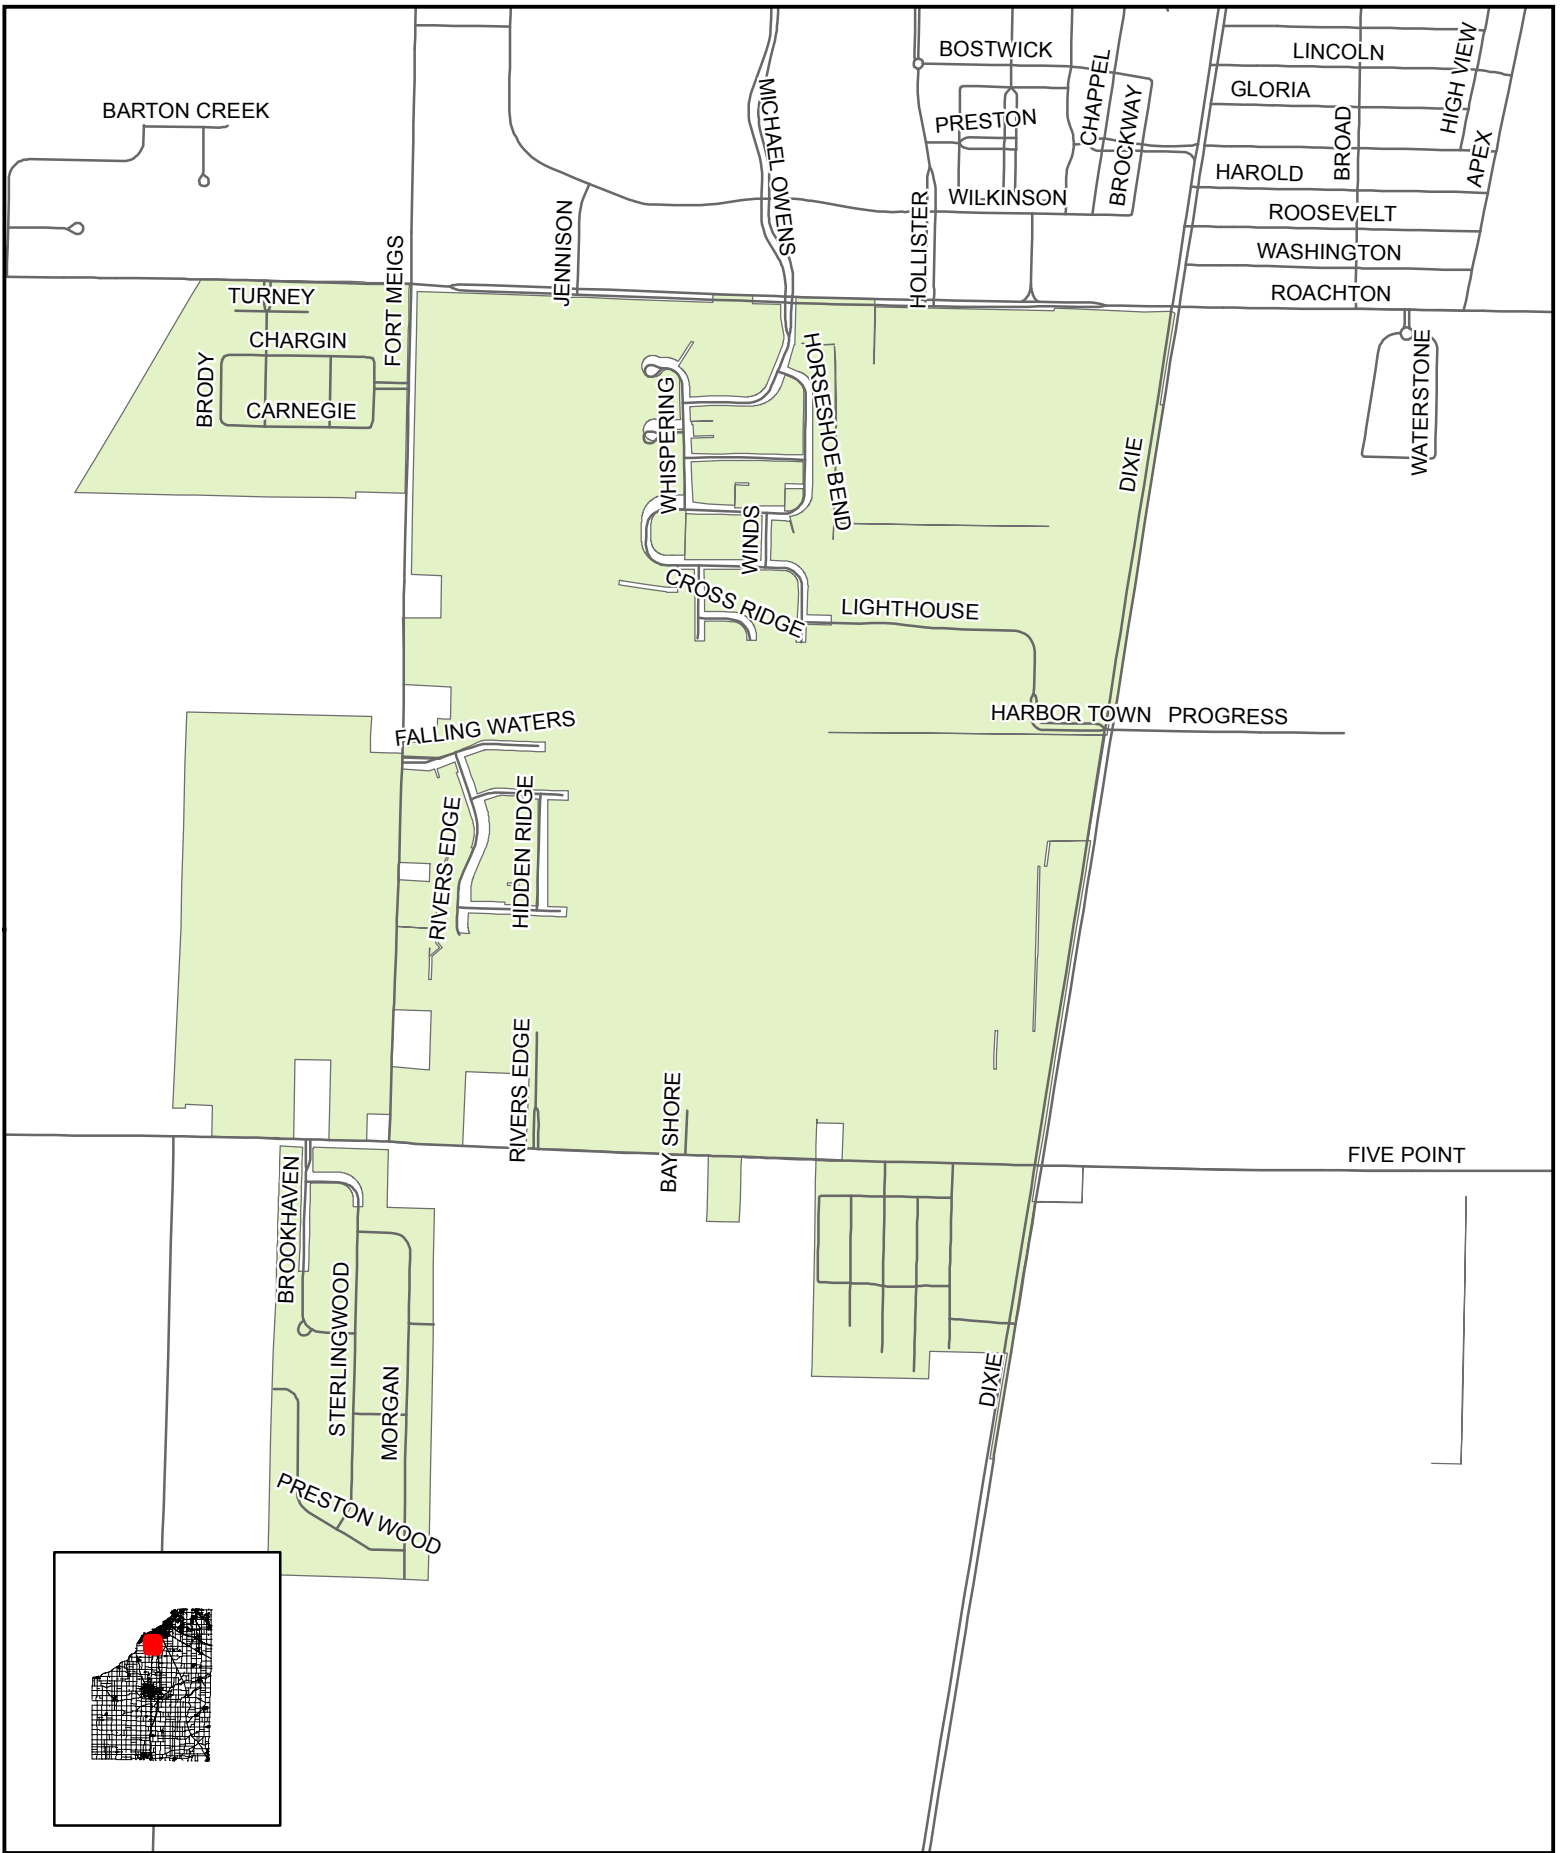 BOSTWICK
LINCOLN
HIGH VIEW
CHAPPEL
GLORIA
BARTON CREEK
MICHAEL OWENS
PRESTON
BROCKWAY
BROAD
APEX
HAROLD
WILKINSON
ROOSEVELT
JENNISON
HOLLISTER
WASHINGTON
FORT MEIGS
TURNEY
ROACHTON
CHARGIN
BRODY
CARNEGIE
WHISPERING
HORSESHOE BEND
WATERSTONE
DIXIE
WINDS
CROSS RIDGE
LIGHTHOUSE
FALLING WATERS
HARBOR TOWN
PROGRESS
RIVERS EDGE
HIDDEN RIDGE
RIVERS EDGE
BAY SHORE
FIVE POINT
BROOKHAVEN
STERLINGWOOD
MORGAN
DIXIE
PRESTON WOOD